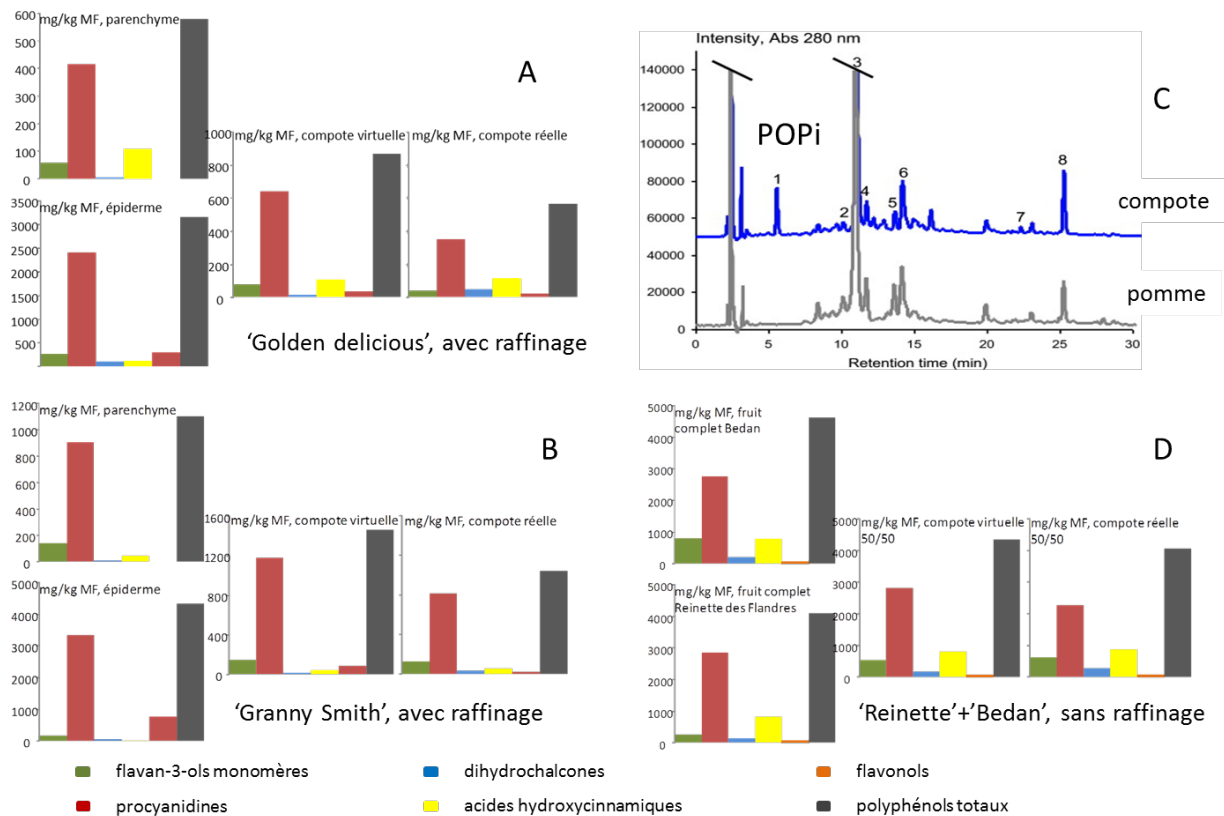 mg/kg MF, parenchyme
600
500
400
300
200
100
0
A
mg/kg MF, épiderme
3500
3000
2500
2000
1500
1000
500
0
mg/kg MF, compote virtuelle
1000
800
600
400
200
0
mg/kg MF, compote réelle
‘Golden delicious’, avec raffinage
Intensity, Abs 280 nm
140000
120000
100000
80000
60000
40000
20000
0
C
POPi
1
2
3
4
5
6
7
8
compote
pomme
0 5 10 15 20 25 30
Retention time (min)
mg/kg MF, parenchyme
1200
1000
800
600
400
200
0
B
mg/kg MF, épiderme
5000
4000
3000
2000
1000
0
mg/kg MF, compote virtuelle
1600
1200
800
400
0
mg/kg MF, compote réelle
‘Granny Smith’, avec raffinage
mg/kg MF, fruit
complet Bedan
5000
4000
3000
2000
1000
0
D
mg/kg MF, fruit complet
Reinette des Flandres
5000
4000
3000
2000
1000
0
mg/kg MF, compote virtuelle
50/50
5000
4000
3000
2000
1000
0
mg/kg MF, compote réelle
50/50
5000
4000
3000
2000
1000
0
‘Reinette’+’Bedan’, sans raffinage
flavan-3-ols monomères
dihydrochalcones
flavonols
procyanidines
acides hydroxycinnamiques
polyphénols totaux